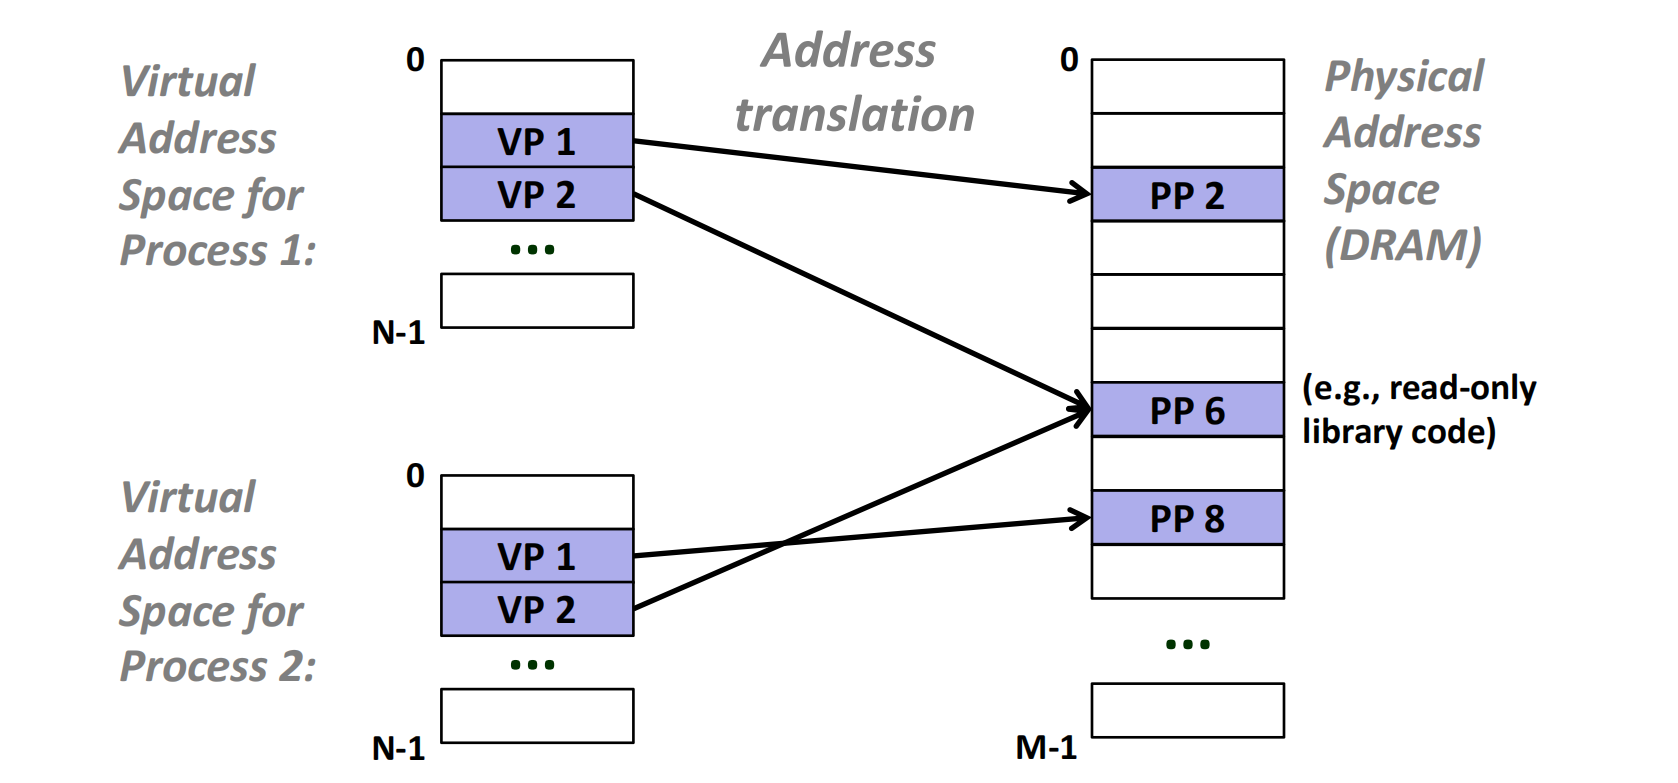 Virtual
Address
Space for
Process 1:
0
VP 1
VP 2
...
N-1
Address
translation
0
PP 2
PP 6
PP 8
...
M-1
Physical
Address
Space
(DRAM)
(e.g., read-only
library code)
Virtual
Address
Space for
Process 2:
0
VP 1
VP 2
...
N-1